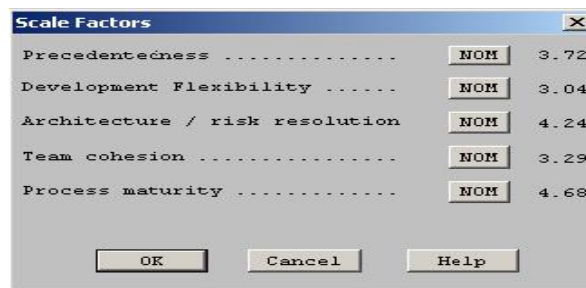 Scale Factors
Precedentedness .............. NOM 3.72
Development Flexibility ...... NOM 3.04
Architecture / risk resolution NOM 4.24
Team cohesion ................ NOM 3.29
Process maturity ............. NOM 4.68
OK Cancel Help